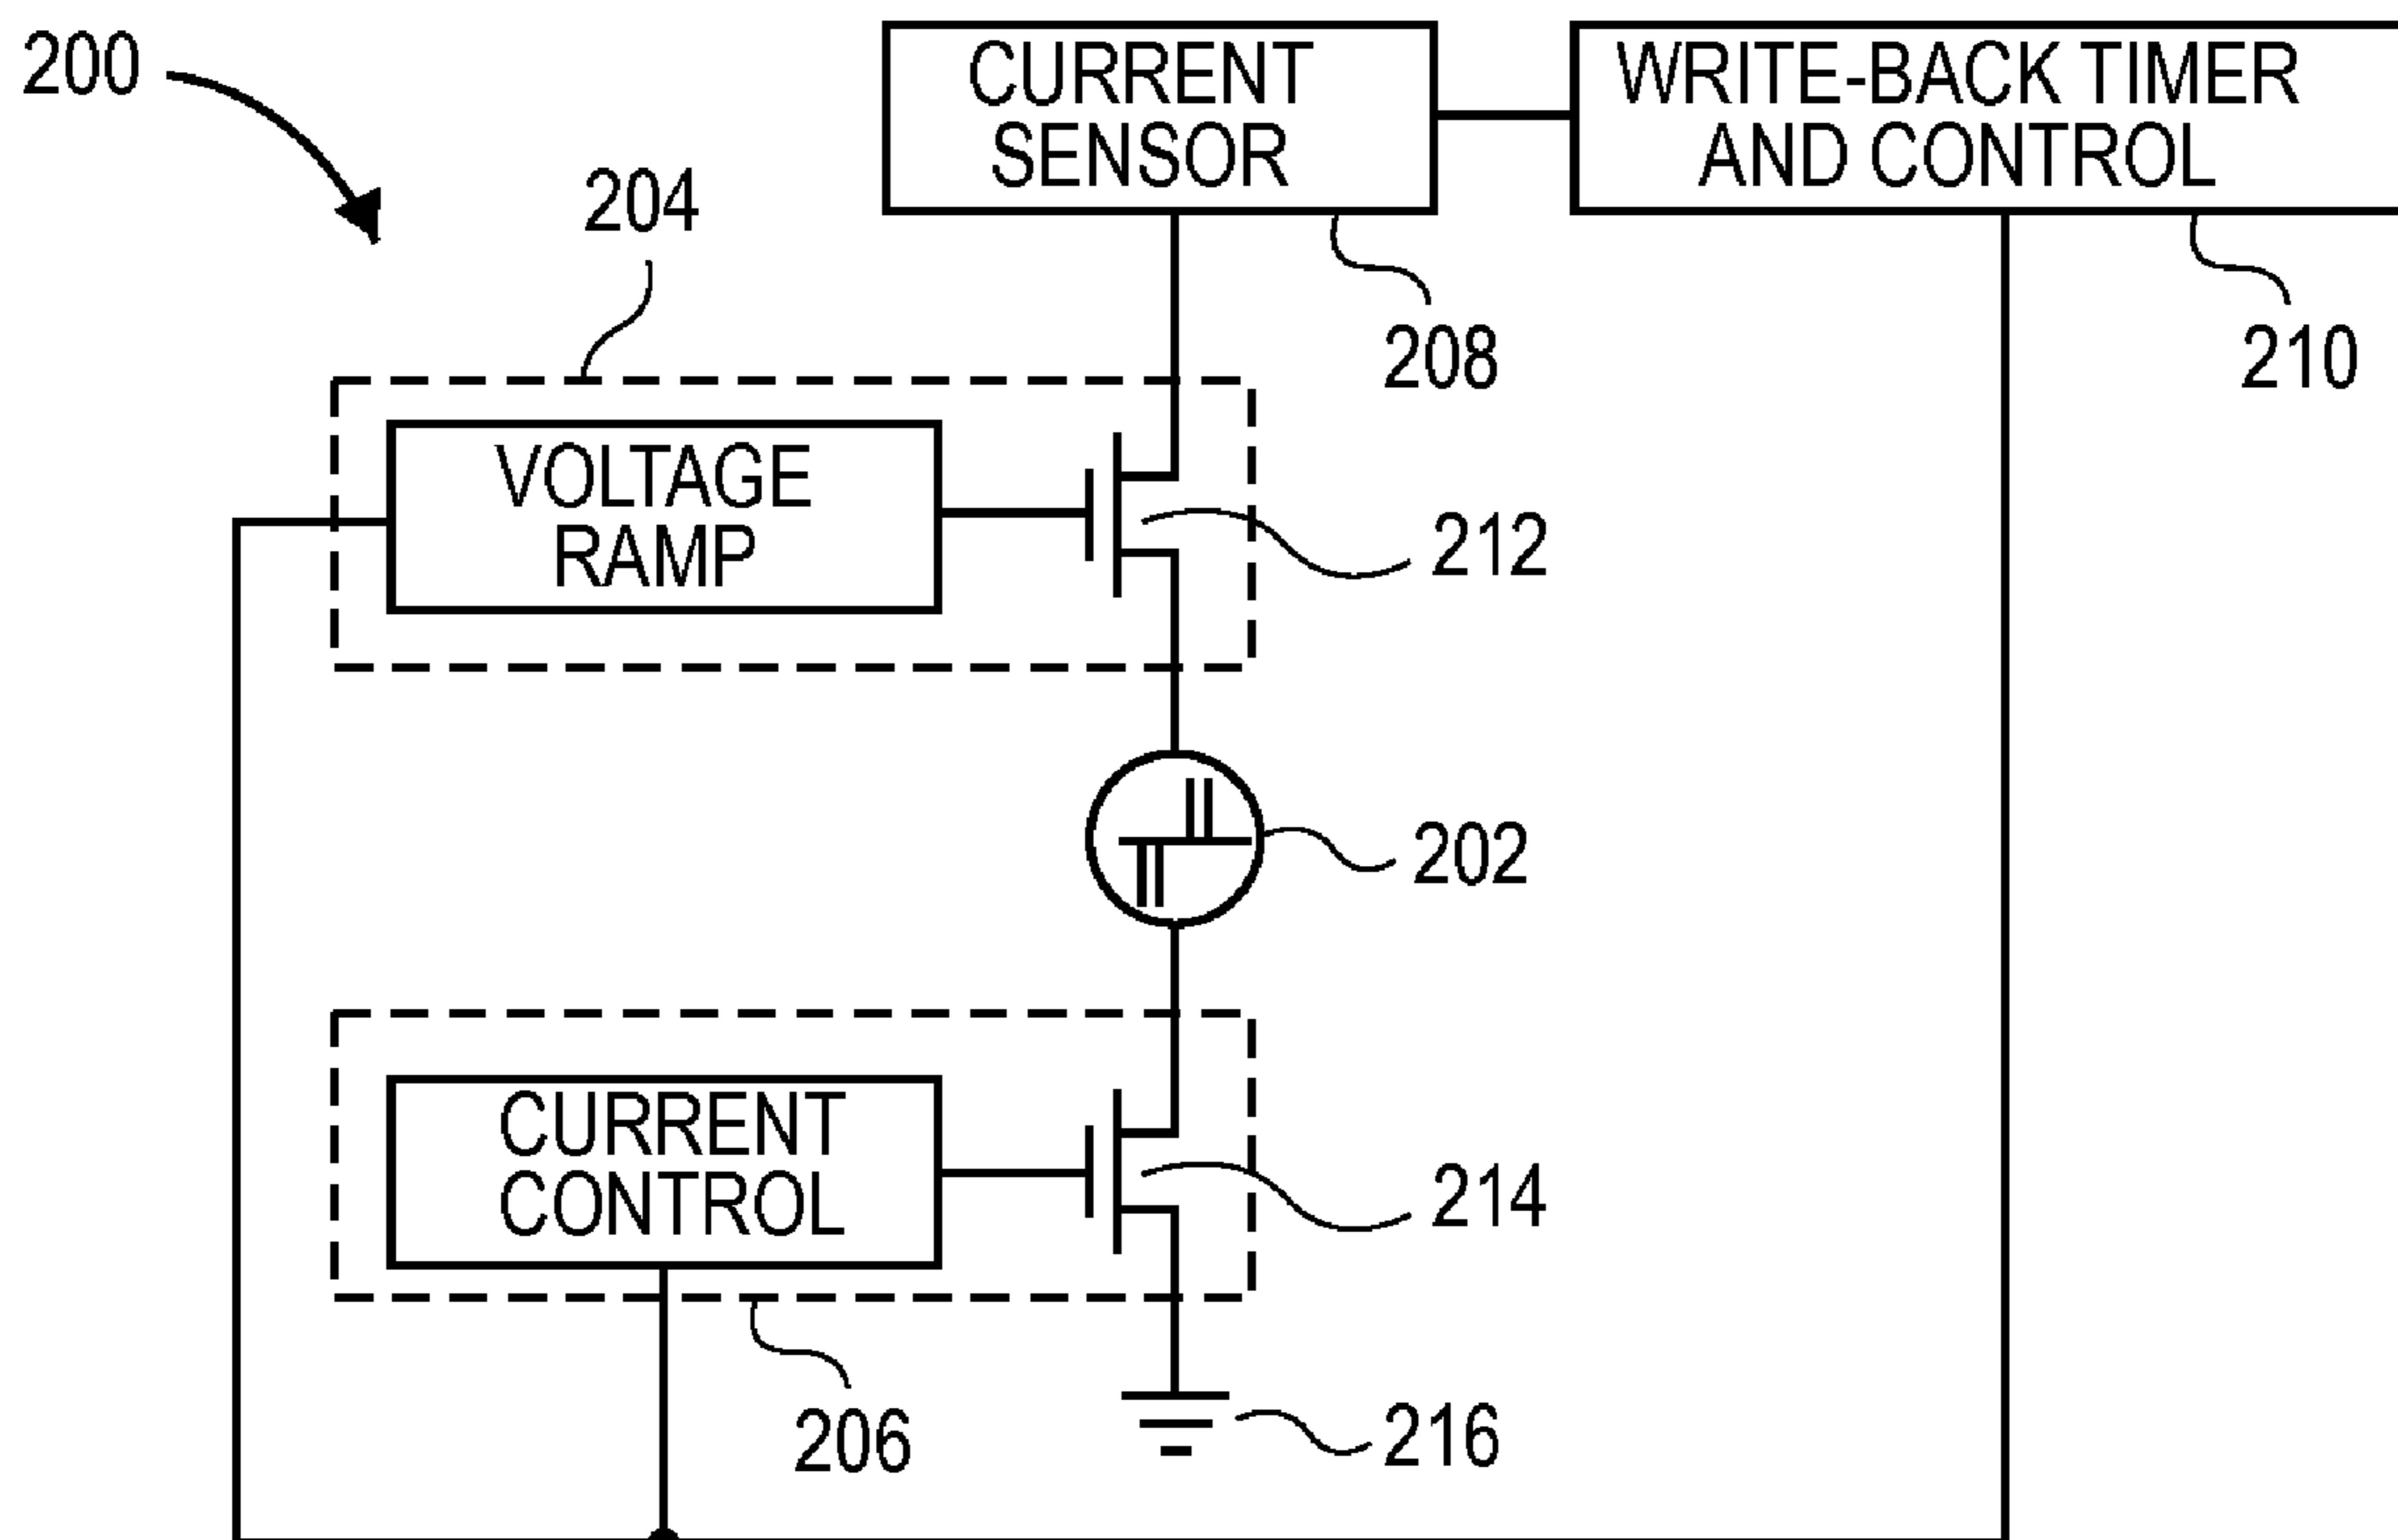 200
CURRENT
SENSOR
WRITE-BACK TIMER
AND CONTROL
204
208
210
VOLTAGE
RAMP
212
202
CURRENT
CONTROL
214
206
216